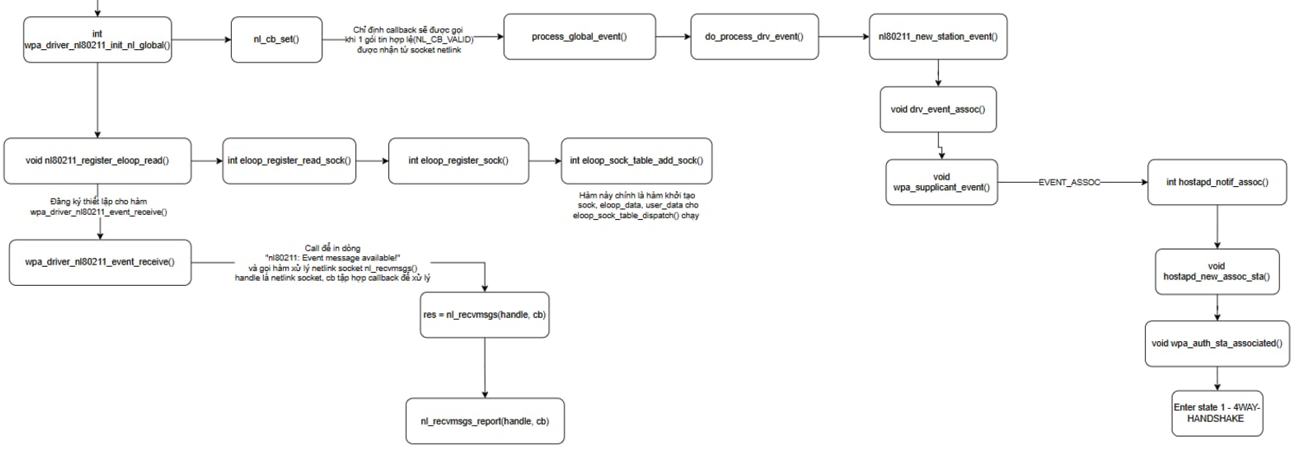 int
wpa_driver_nl80211_init_nl_global()
nl_cb_set()
Chỉ định callback sẽ được gọi
khi 1 gói tin hợp lệ(NL_CB_VALID)
được nhận từ socket netlink
process_global_event()
do_process_drv_event()
nl80211_new_station_event()
void drv_event_assoc()
void
wpa_supplicant_event()
EVENT_ASSOC
int hostapd_notif_assoc()
void
hostapd_new_assoc_sta()
void wpa_auth_sta_associated()
Enter state 1 - 4WAY-
HANDSHAKE
void nl80211_register_eloop_read()
int eloop_register_read_sock()
int eloop_register_sock()
int eloop_sock_table_add_sock()
Hàm này chính là hàm khởi tạo
sock, eloop_data, user_data cho
eloop_sock_table_dispatch() chạy
Đăng ký thiết lập cho hàm
wpa_driver_nl80211_event_receive()
wpa_driver_nl80211_event_receive()
Call để in dòng
"nl80211: Event message available!"
và gọi hàm xử lý netlink socket nl_recvmsgs()
handle là netlink socket, cb tập hợp callback để xử lý
res = nl_recvmsgs(handle, cb)
nl_recvmsgs_report(handle, cb)